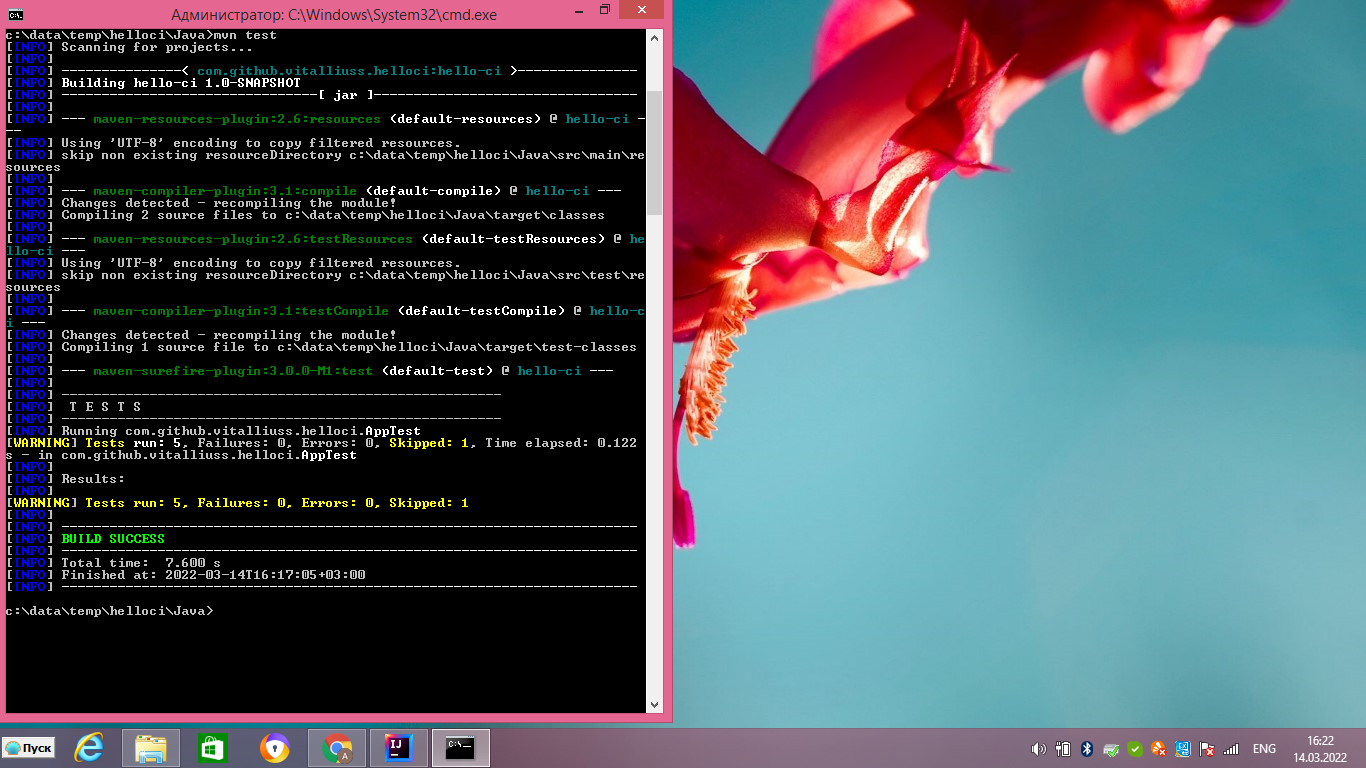 Администратор: C:\Windows\System32\cmd.exe
c:\data\temp\helloci\Java>mvn test
[INFO] Scanning for projects...
[INFO]
[INFO] ---------------< com.github.vitalliuss.helloci:hello-ci >---------------
[INFO] Building hello-ci 1.0-SNAPSHOT
[INFO] --------------------------------[ jar ]---------------------------------
[INFO]
[INFO] --- maven-resources-plugin:2.6:resources (default-resources) @ hello-ci -
--
[INFO] Using 'UTF-8' encoding to copy filtered resources.
[INFO] skip non existing resourceDirectory c:\data\temp\helloci\Java\src\main\re
sources
[INFO]
[INFO] --- maven-compiler-plugin:3.1:compile (default-compile) @ hello-ci ---
[INFO] Changes detected - recompiling the module!
[INFO] Compiling 2 source files to c:\data\temp\helloci\Java\target\classes
[INFO]
[INFO] --- maven-resources-plugin:2.6:testResources (default-testResources) @ he
llo-ci ---
[INFO] Using 'UTF-8' encoding to copy filtered resources.
[INFO] skip non existing resourceDirectory c:\data\temp\helloci\Java\src\test\re
sources
[INFO]
[INFO] --- maven-compiler-plugin:3.1:testCompile (default-testCompile) @ hello-c
i ---
[INFO] Changes detected - recompiling the module!
[INFO] Compiling 1 source file to c:\data\temp\helloci\Java\target\test-classes
[INFO]
[INFO] --- maven-surefire-plugin:3.0.0-M1:test (default-test) @ hello-ci ---
[INFO]
[INFO] -------------------------------------------------------
[INFO]  T E S T S
[INFO] -------------------------------------------------------
[INFO] Running com.github.vitalliuss.helloci.AppTest
[WARNING] Tests run: 5, Failures: 0, Errors: 0, Skipped: 1, Time elapsed: 0.122
s - in com.github.vitalliuss.helloci.AppTest
[INFO]
[INFO] Results:
[INFO]
[WARNING] Tests run: 5, Failures: 0, Errors: 0, Skipped: 1
[INFO]
[INFO] ------------------------------------------------------------------------
[INFO] BUILD SUCCESS
[INFO] ------------------------------------------------------------------------
[INFO] Total time:  7.600 s
[INFO] Finished at: 2022-03-14T16:17:05+03:00
[INFO] ------------------------------------------------------------------------
c:\data\temp\helloci\Java>
Пуск
ENG
16:22
14.03.2022